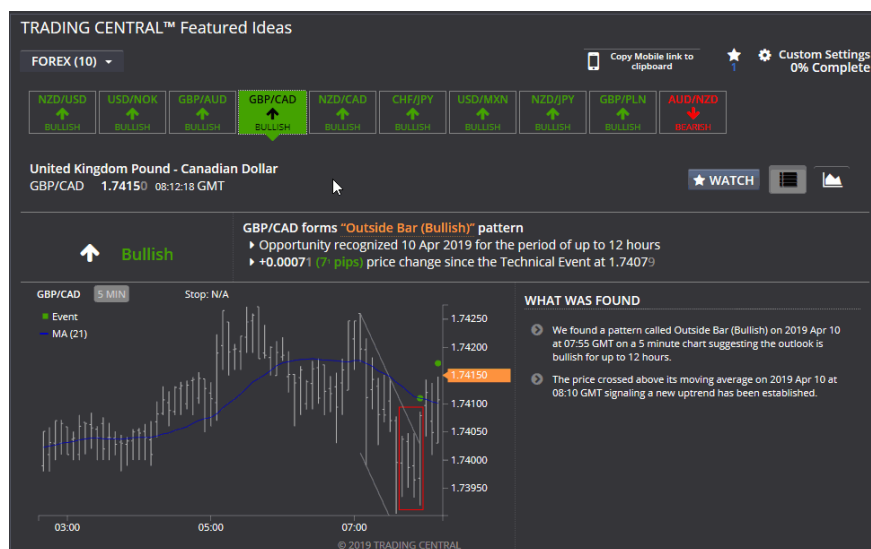 TRADING CENTRAL™ Featured Ideas
FOREX (10)
Copy Mobile link to
clipboard
1
Custom Settings
0% Complete
NZD/USD USD/NOK GBP/AUD GBP/CAD NZD/CAD CHF/JPY USD/MXN NZD/JPY GBP/PLN AUD/NZD
BULLISH BULLISH BULLISH BULLISH BULLISH BULLISH BULLISH BULLISH BULLISH BEARISH
United Kingdom Pound - Canadian Dollar
GBP/CAD 1.74150 08:12:18 GMT
WATCH
Bullish
GBP/CAD forms "Outside Bar (Bullish)" pattern
Opportunity recognized 10 Apr 2019 for the period of up to 12 hours
+0.00071 (7¹ pips) price change since the Technical Event at 1.74079
GBP/CAD 5 MIN Stop: N/A
Event
MA (21)
1.74250
1.74200
1.74150
1.74100
1.74050
1.74000
1.73950
03:00 05:00 07:00
© 2019 TRADING CENTRAL
WHAT WAS FOUND
We found a pattern called Outside Bar (Bullish) on 2019 Apr 10
at 07:55 GMT on a 5 minute chart suggesting the outlook is
bullish for up to 12 hours.
The price crossed above its moving average on 2019 Apr 10 at
08:10 GMT signaling a new uptrend has been established.